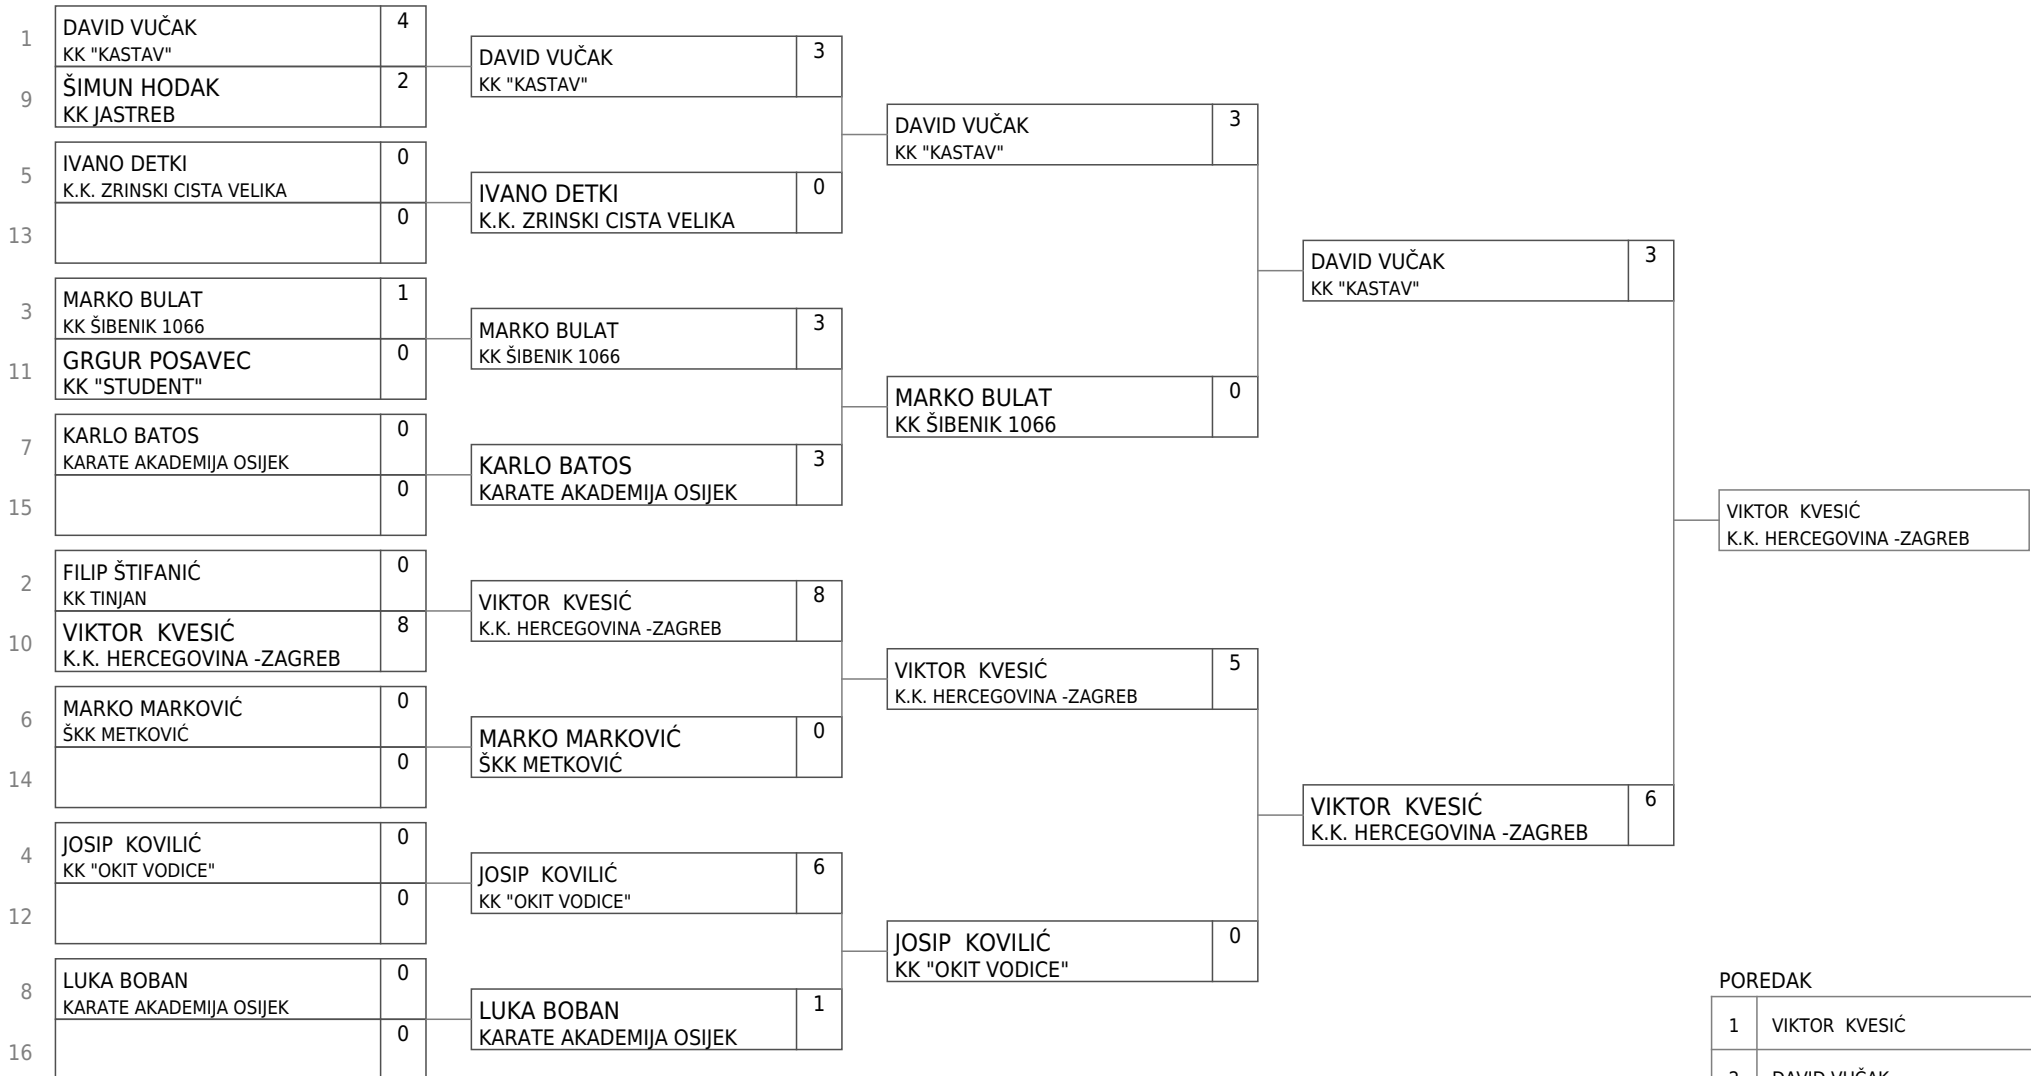 1
DAVID VUČAK
4
KK "KASTAV"
9
ŠIMUN HODAK
2
KK JASTREB
5
IVANO DETKI
0
K.K. ZRINSKI CISTA VELIKA
13
0
3
MARKO BULAT
1
KK ŠIBENIK 1066
11
GRGUR POSAVEC
0
KK "STUDENT"
7
KARLO BATOS
0
KARATE AKADEMIJA OSIJEK
15
0
2
FILIP ŠTIFANIĆ
0
KK TINJAN
10
VIKTOR KVESIĆ
8
K.K. HERCEGOVINA -ZAGREB
6
MARKO MARKOVIĆ
0
ŠKK METKOVIĆ
14
0
4
JOSIP KOVILIĆ
0
KK "OKIT VODICE"
12
0
8
LUKA BOBAN
0
KARATE AKADEMIJA OSIJEK
16
0
DAVID VUČAK
3
KK "KASTAV"
IVANO DETKI
0
K.K. ZRINSKI CISTA VELIKA
MARKO BULAT
3
KK ŠIBENIK 1066
KARLO BATOS
3
KARATE AKADEMIJA OSIJEK
VIKTOR KVESIĆ
8
K.K. HERCEGOVINA -ZAGREB
MARKO MARKOVIĆ
0
ŠKK METKOVIĆ
JOSIP KOVILIĆ
6
KK "OKIT VODICE"
LUKA BOBAN
1
KARATE AKADEMIJA OSIJEK
DAVID VUČAK
3
KK "KASTAV"
MARKO BULAT
0
KK ŠIBENIK 1066
VIKTOR KVESIĆ
5
K.K. HERCEGOVINA -ZAGREB
JOSIP KOVILIĆ
0
KK "OKIT VODICE"
DAVID VUČAK
3
KK "KASTAV"
VIKTOR KVESIĆ
6
K.K. HERCEGOVINA -ZAGREB
VIKTOR KVESIĆ
K.K. HERCEGOVINA -ZAGREB
POREDAK
1 VIKTOR KVESIĆ
2 DAVID VUČAK